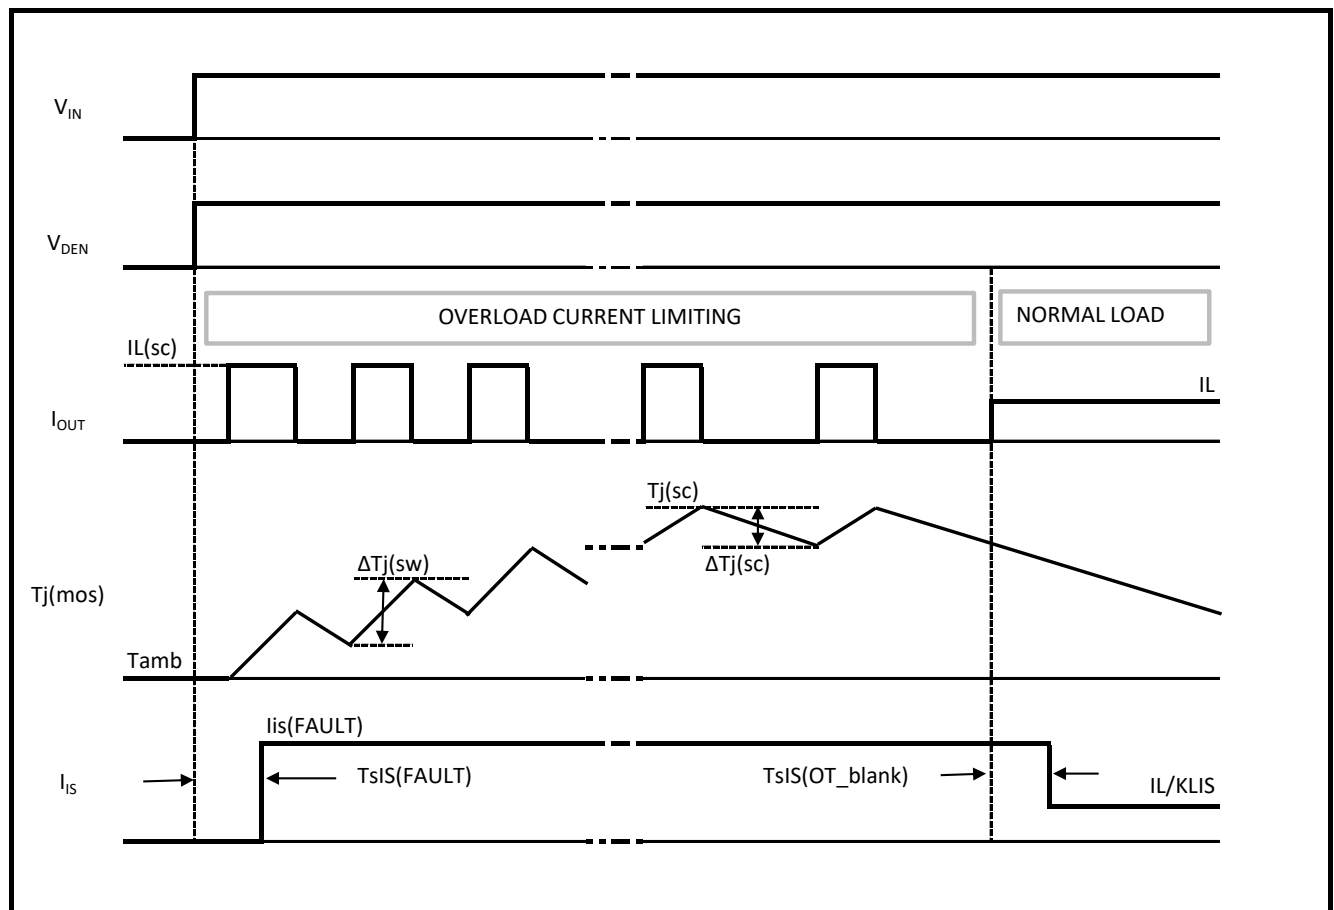 VIN
VDEN
OVERLOAD CURRENT LIMITING
NORMAL LOAD
IL(sc)
IL
IOUT
Tj(sc)
ΔTj(sw)
ΔTj(sc)
Tj(mos)
Tamb
Iis(FAULT)
TsIS(FAULT)
TsIS(OT_blank)
IIS
IL/KLIS